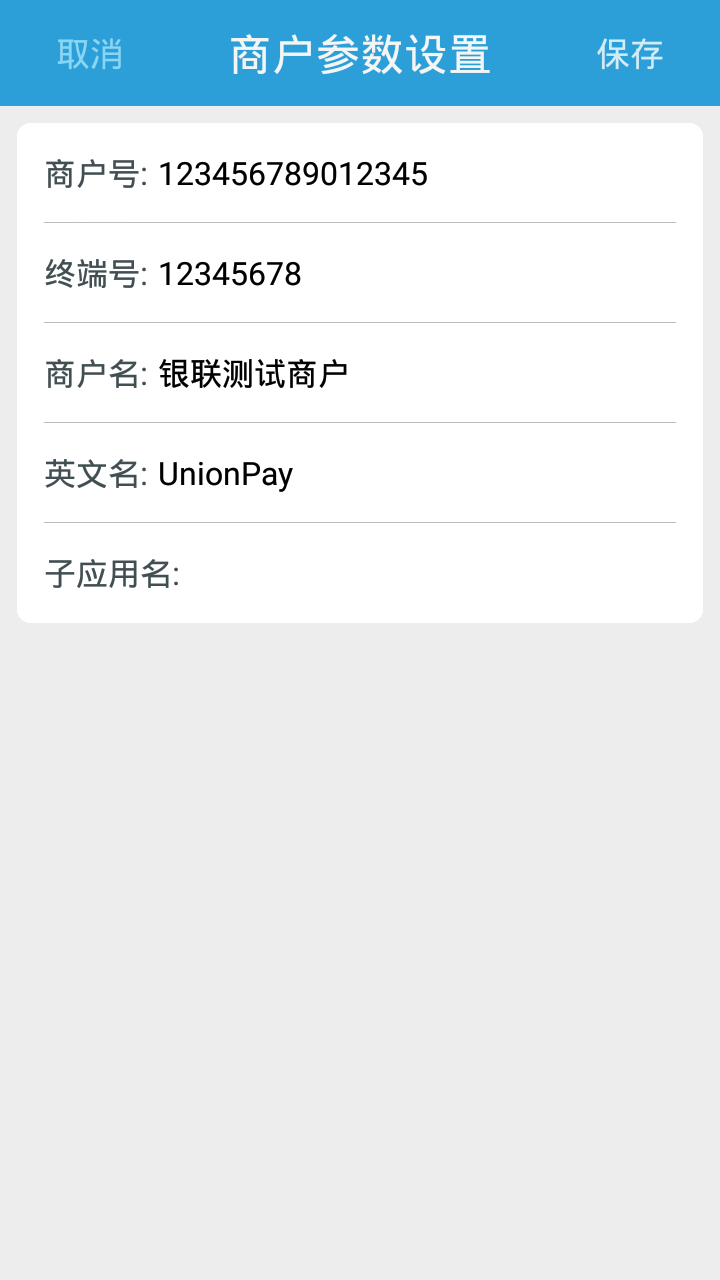 取消 商户参数设置 保存
商户号: 123456789012345
终端号: 12345678
商户名: 银联测试商户
英文名: UnionPay
子应用名: